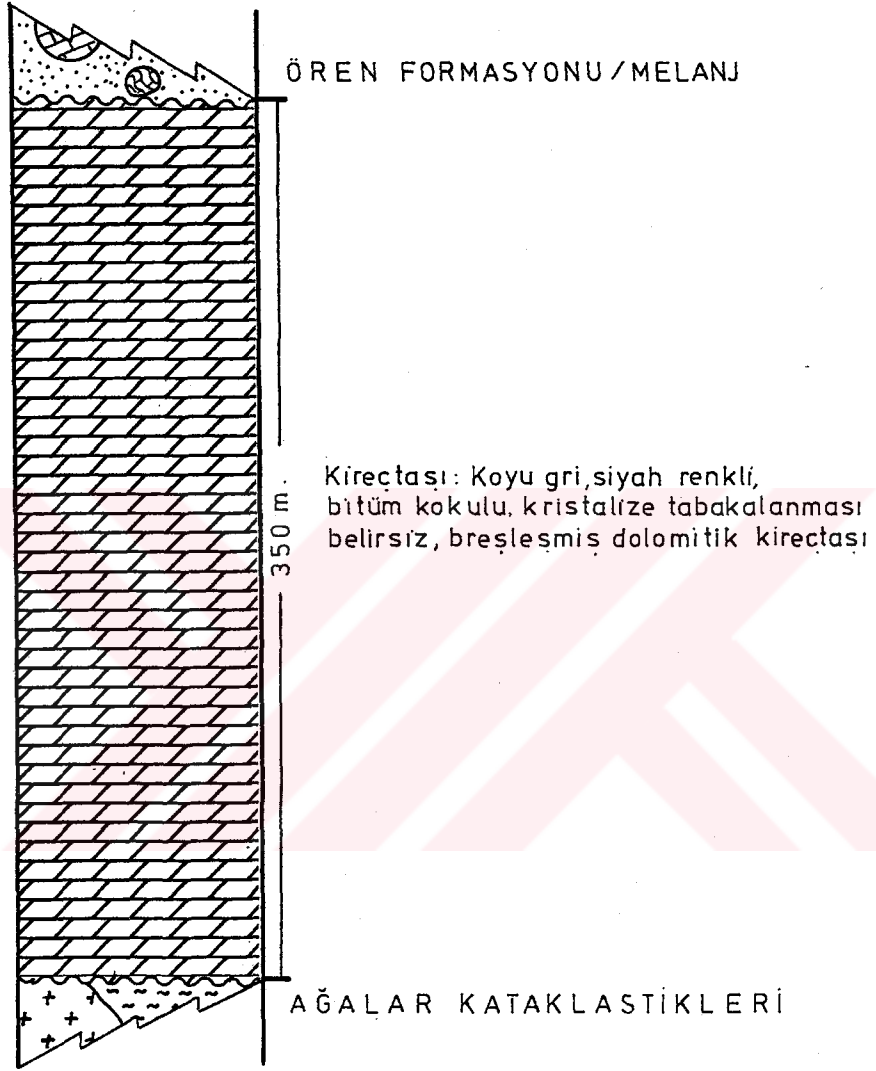 ÖREN FORMASYONU/MELANJ
350 m.
Kireçtaşı: Koyu gri, siyah renkli,
bitüm kokulu, kristalize tabakalanması
belirsiz, breşleşmiş dolomitik kireçtaşı
AĞALAR KATAKLASTİKLERİ